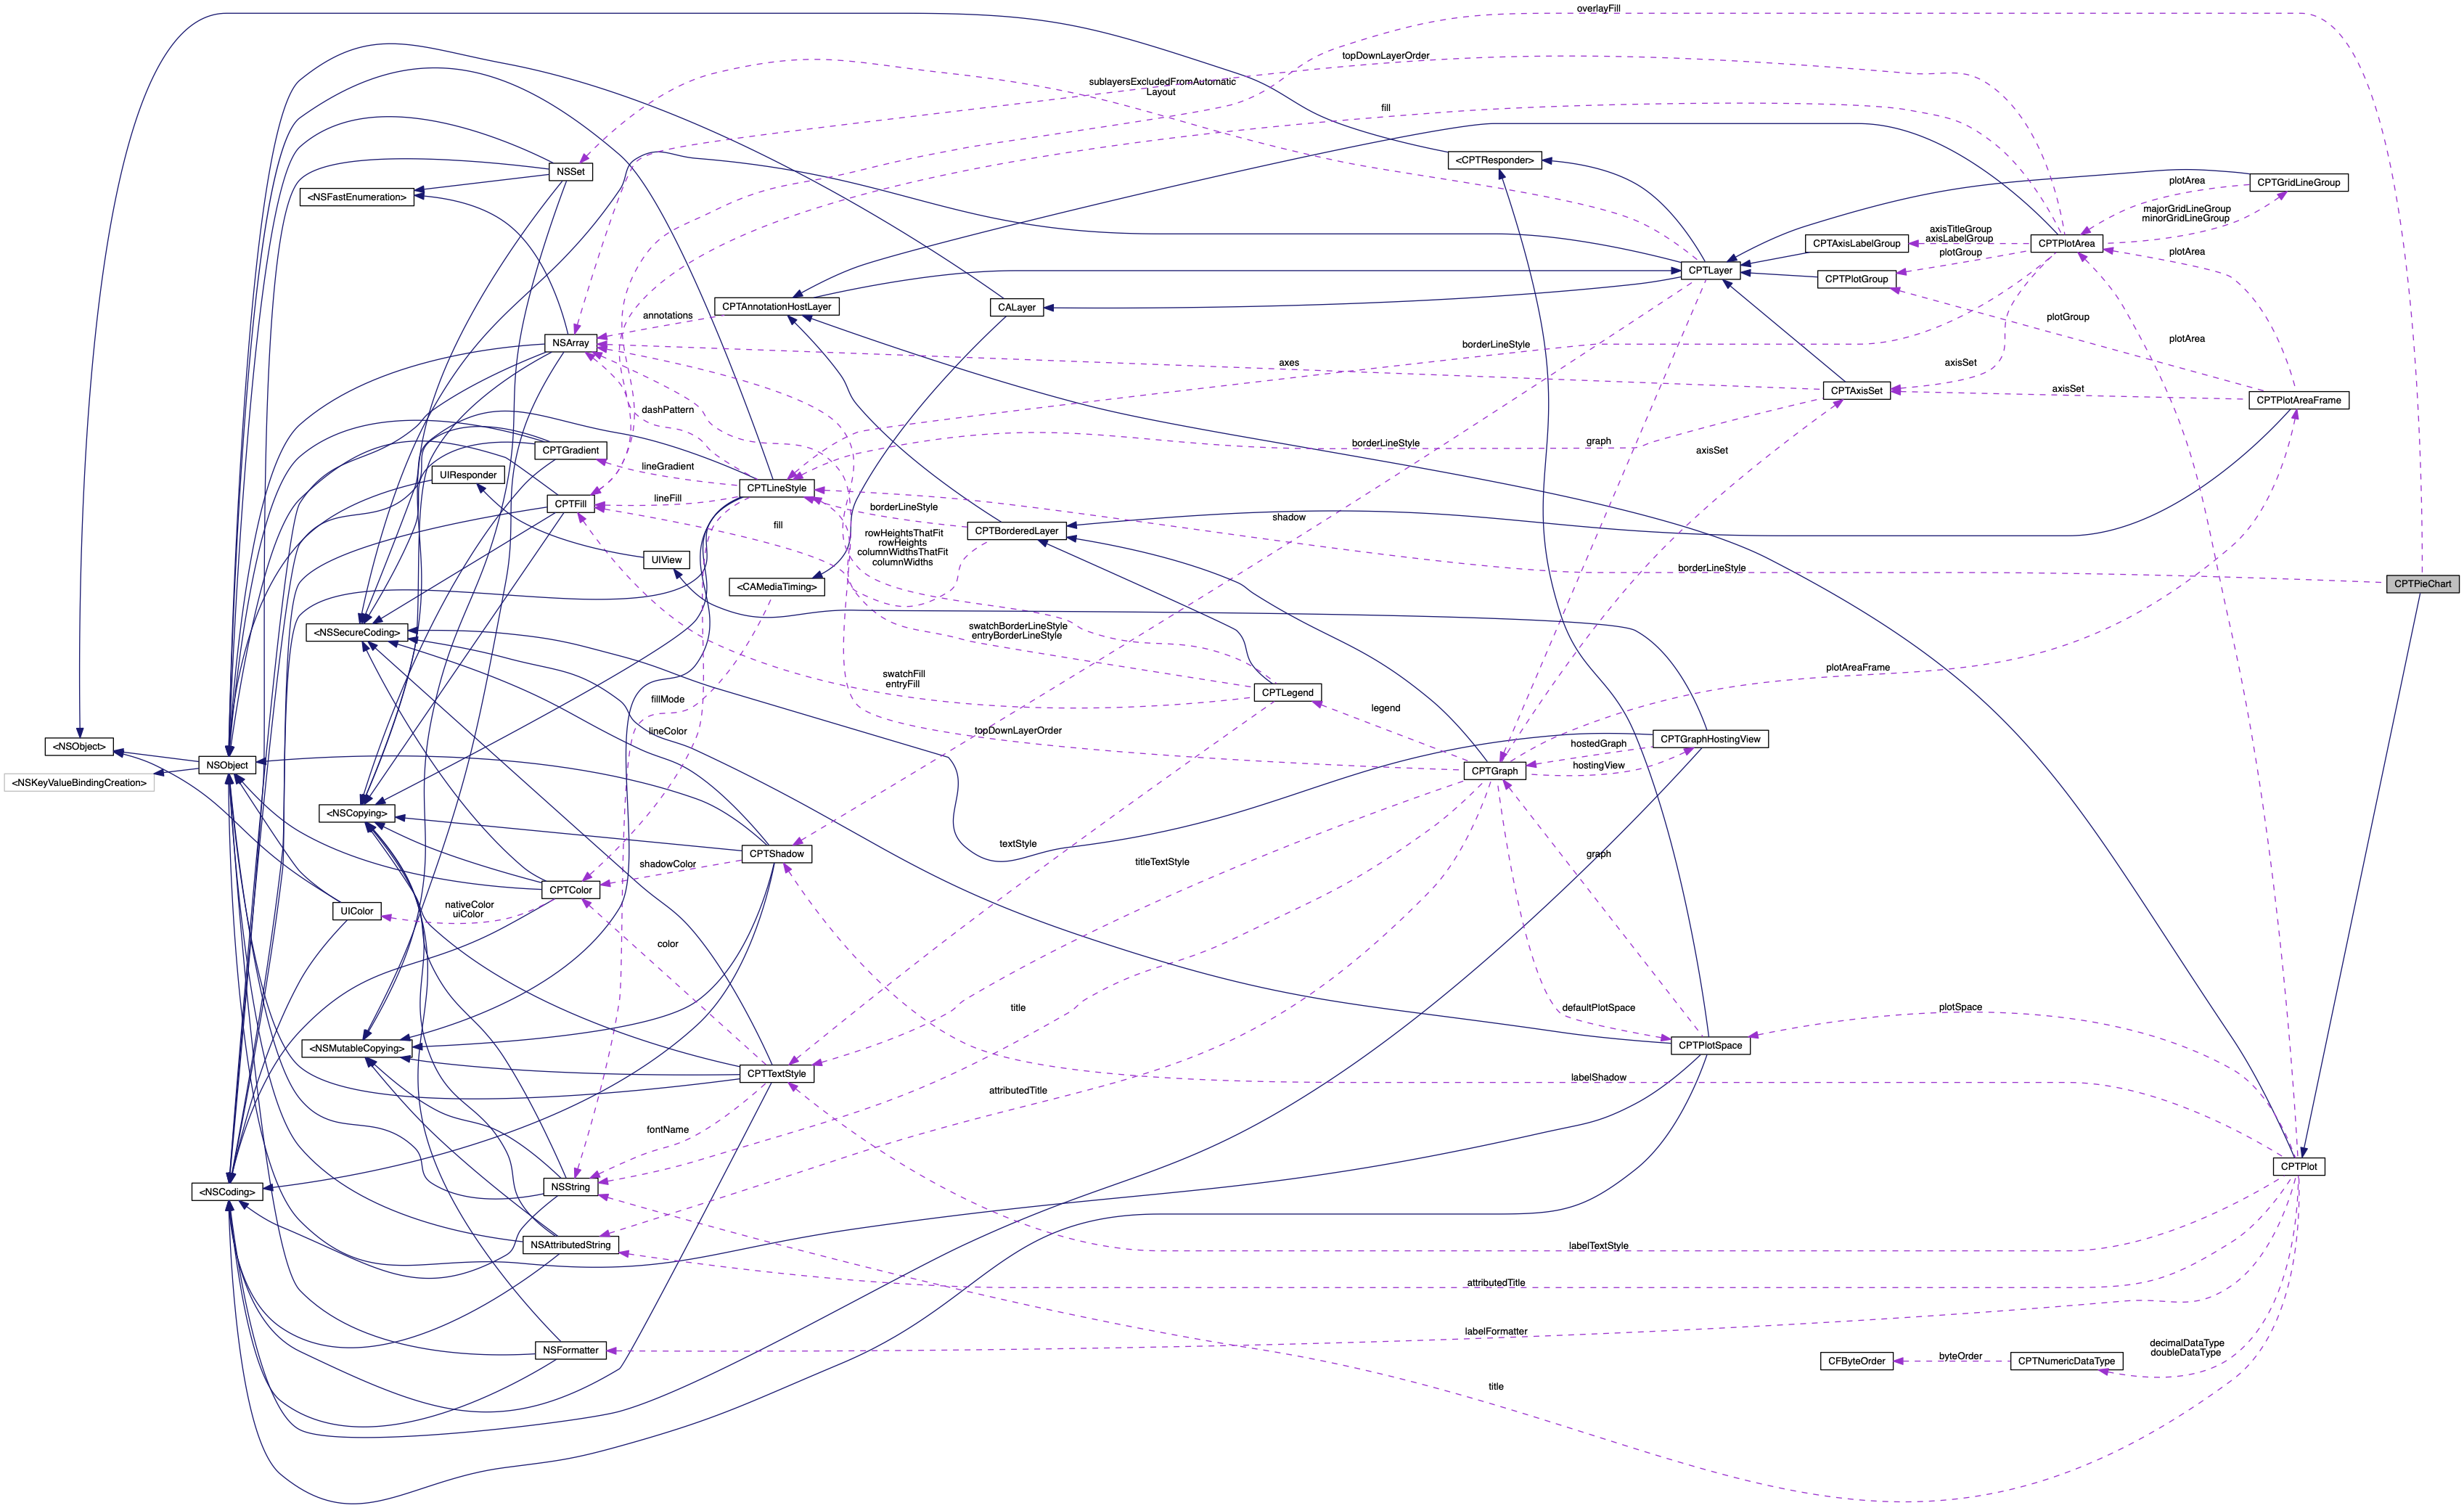 overlayFill
topDownLayerOrder
sublayersExcludedFromAutomatic
Layout
fill
<CPTResponder>
NSSet
<NSFastEnumeration>
plotArea
CPTGridLineGroup
majorGridLineGroup
minorGridLineGroup
axisTitleGroup
axisLabelGroup
CPTAxisLabelGroup
CPTPlotArea
plotGroup
plotArea
CPTLayer
CPTPlotGroup
CPTAnnotationHostLayer
CALayer
annotations
plotGroup
NSArray
borderLineStyle
plotArea
axes
axisSet
CPTAxisSet
axisSet
CPTPlotAreaFrame
dashPattern
borderLineStyle
graph
CPTGradient
axisSet
lineGradient
UIResponder
CPTLineStyle
lineFill
CPTFill
borderLineStyle
shadow
fill
CPTBorderedLayer
rowHeightsThatFit
rowHeights
columnWidthsThatFit
columnWidths
UIView
borderLineStyle
CPTPieChart
<CAMediaTiming>
swatchBorderLineStyle
entryBorderLineStyle
<NSSecureCoding>
plotAreaFrame
swatchFill
entryFill
CPTLegend
fillMode
legend
lineColor
topDownLayerOrder
CPTGraphHostingView
<NSObject>
hostedGraph
NSObject
hostingView
CPTGraph
<NSKeyValueBindingCreation>
<NSCopying>
textStyle
CPTShadow
graph
shadowColor
titleTextStyle
CPTColor
nativeColor
uiColor
UIColor
color
title
defaultPlotSpace
plotSpace
<NSMutableCopying>
CPTPlotSpace
CPTTextStyle
labelShadow
attributedTitle
fontName
CPTPlot
<NSCoding>
NSString
NSAttributedString
labelTextStyle
attributedTitle
labelFormatter
NSFormatter
decimalDataType
doubleDataType
CFByteOrder
byteOrder
CPTNumericDataType
title